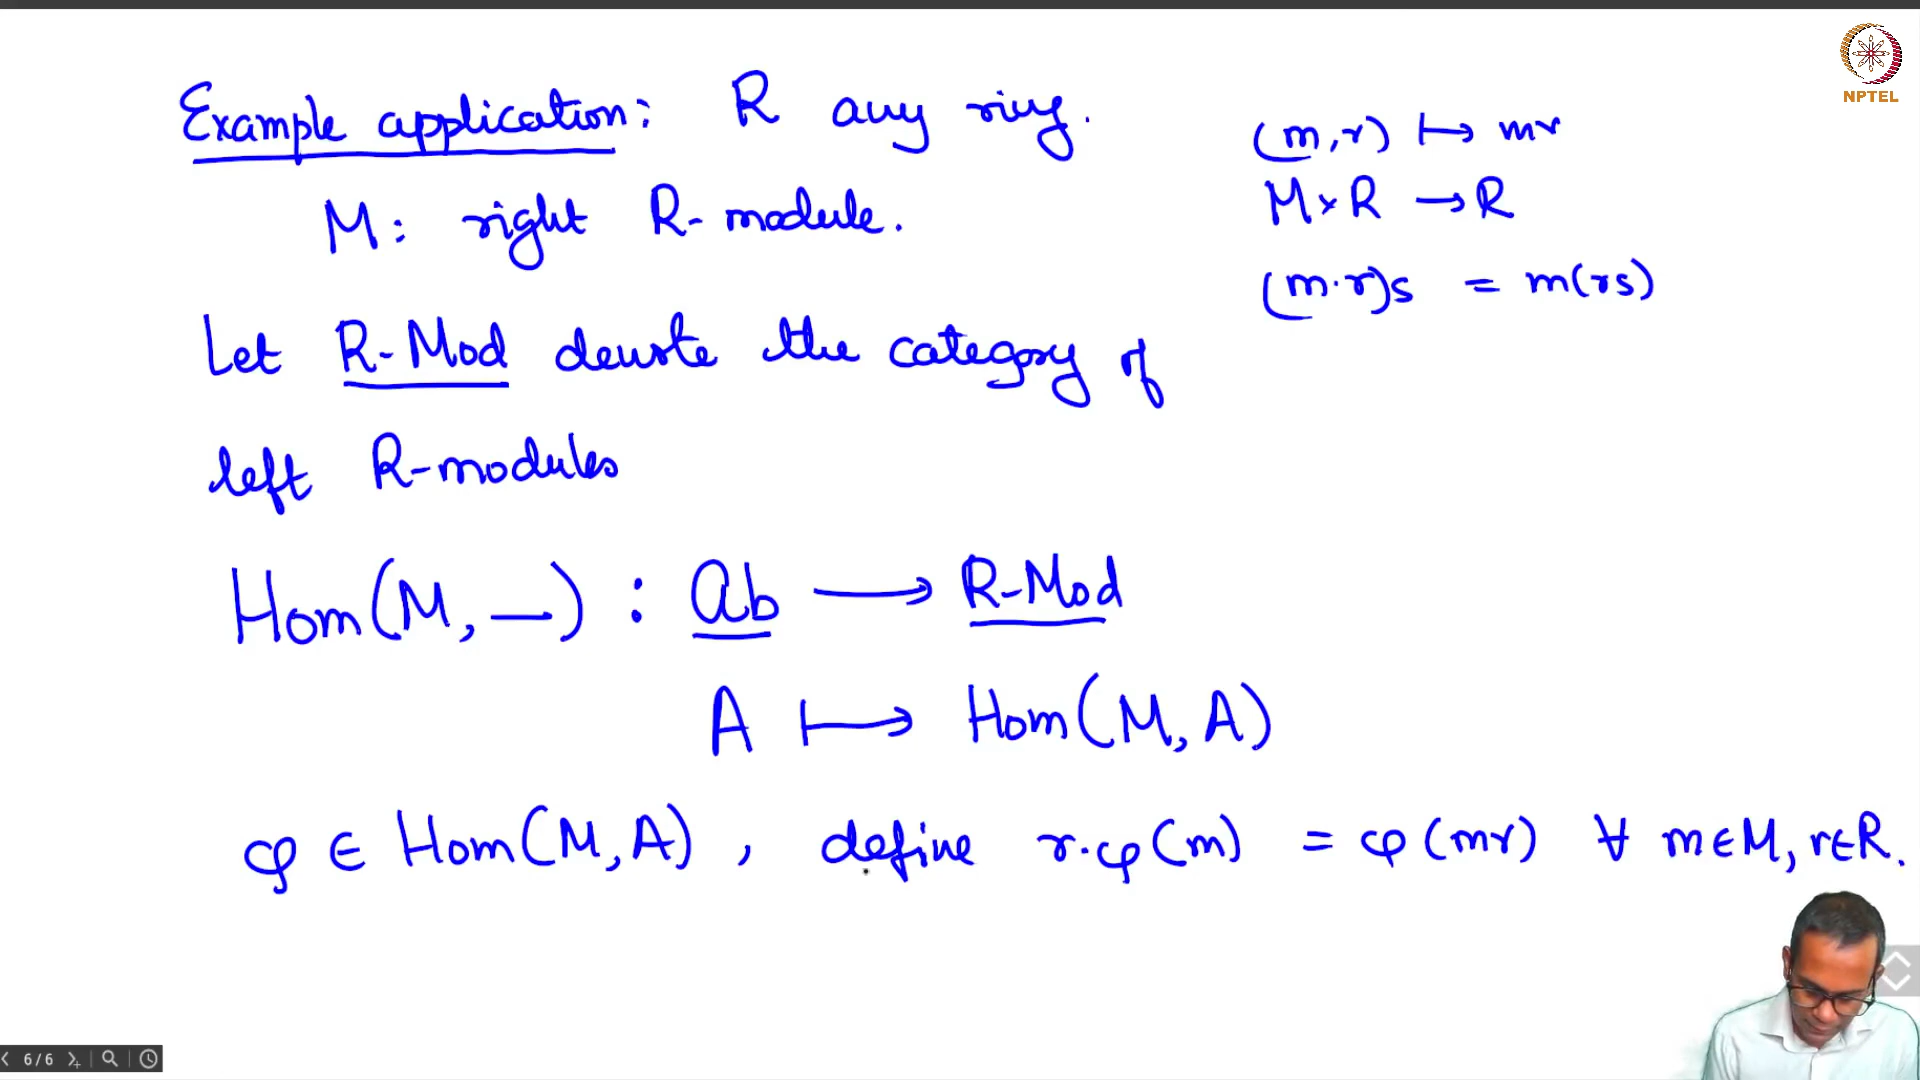 Example application: R any ring.
M: right R-module.
(m,r) ↦ mr
M×R → R
(m·r)s = m(rs)
Let R-Mod denote the category of
left R-modules
Hom(M, —) : Ab ⟶ R-Mod
A ⟼ Hom(M, A)
φ ∈ Hom(M, A), define r·φ(m) = φ(mr) ∀ m∈M, r∈R.
NPTEL
6/6